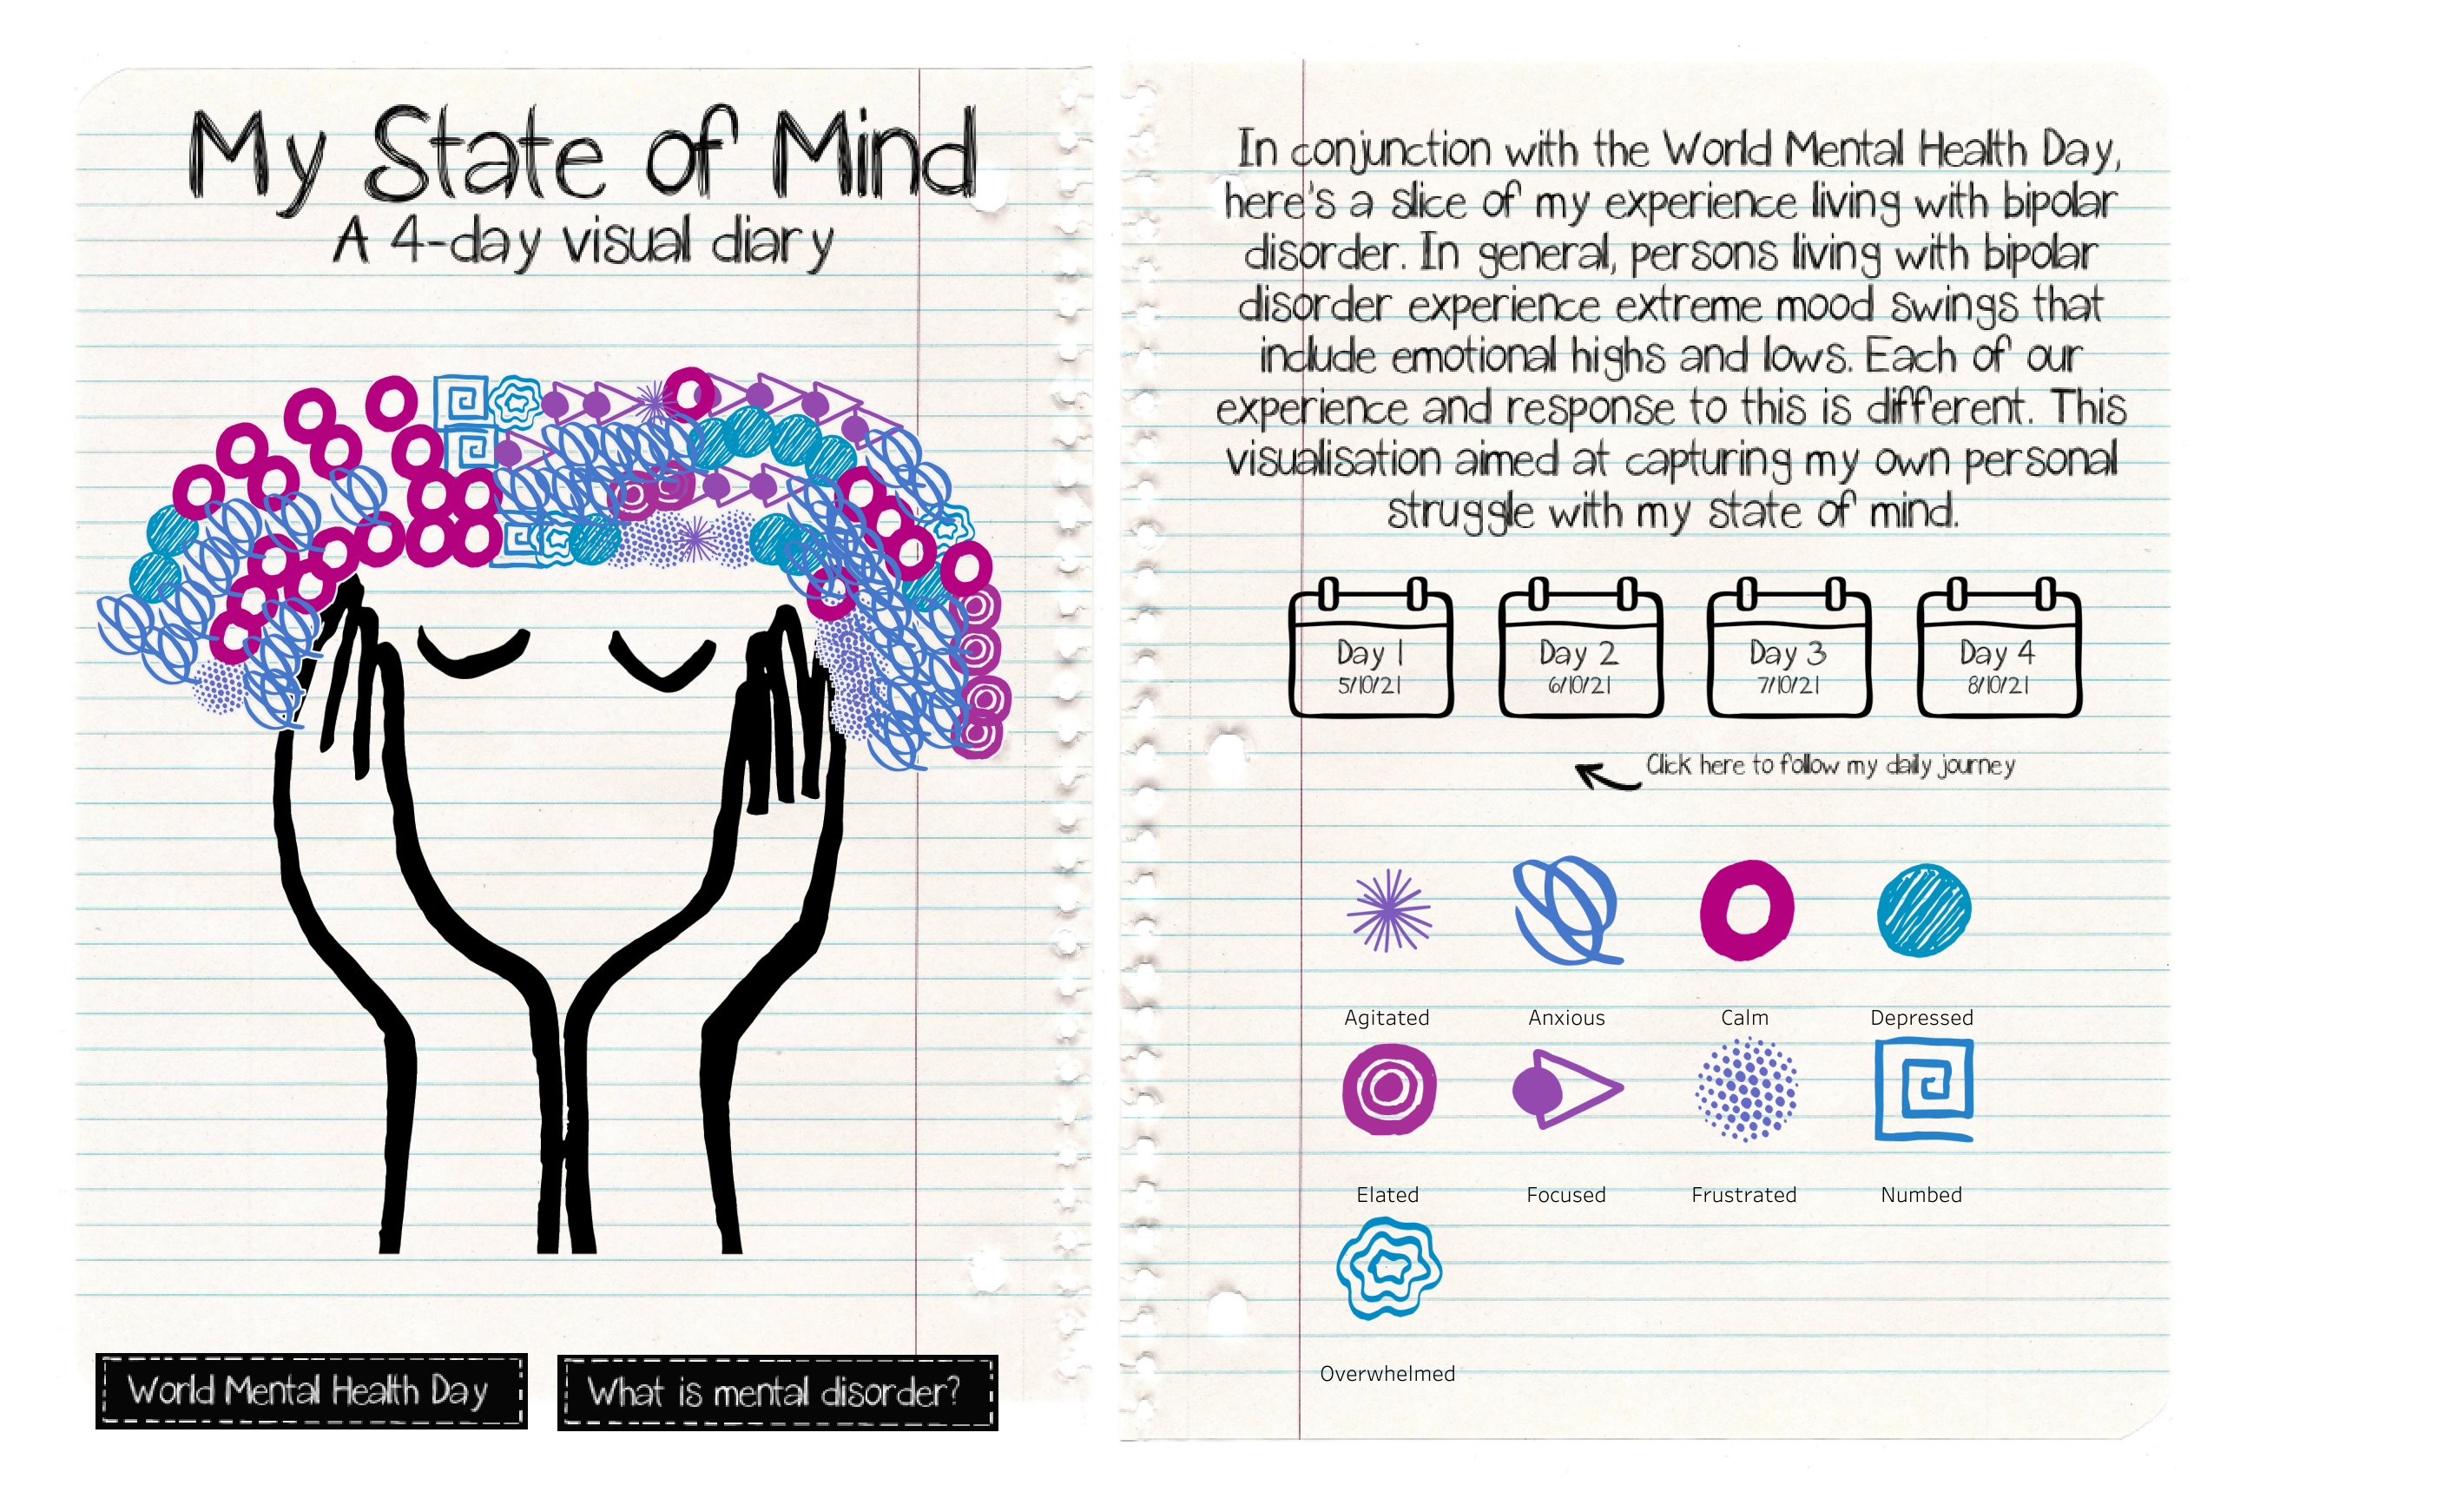 My State of Mind
A 4-day visual diary
World Mental Health Day
What is mental disorder?
In conjunction with the World Mental Health Day,
here's a slice of my experience living with bipolar
disorder. In general, persons living with bipolar
disorder experience extreme mood swings that
include emotional highs and lows. Each of our
experience and response to this is different. This
visualisation aimed at capturing my own personal
struggle with my state of mind.
Day 1
5/10/21
Day 2
6/10/21
Day 3
7/10/21
Day 4
8/10/21
Click here to follow my daily journey
Agitated
Anxious
Calm
Depressed
Elated
Focused
Frustrated
Numbed
Overwhelmed